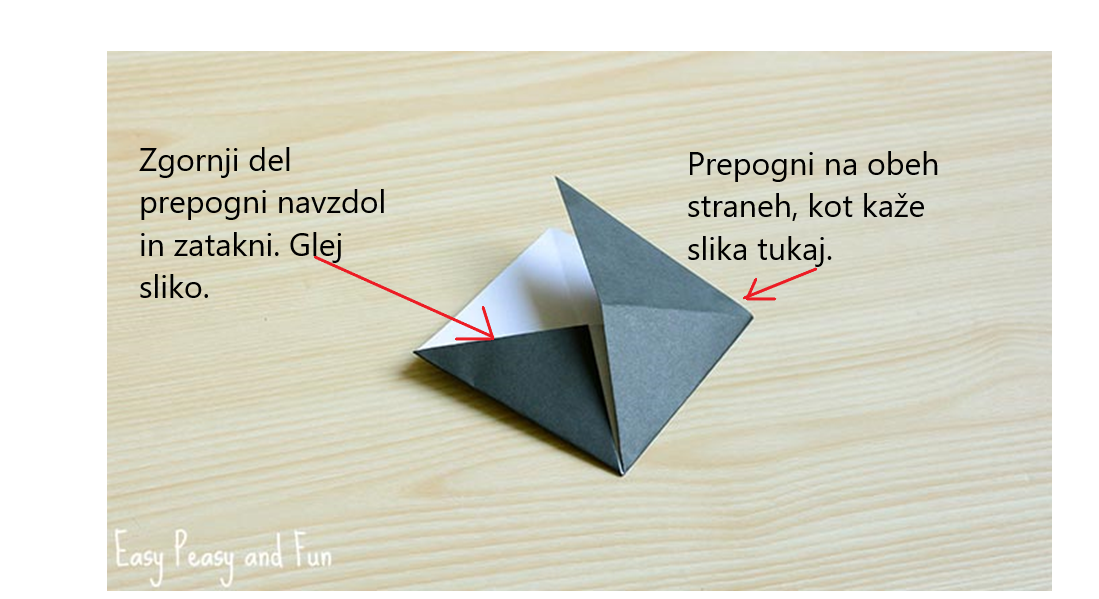 Zgornji del
prepogni navzdol
in zatakni. Glej
sliko.
Prepogni na obeh
straneh, kot kaže
slika tukaj.
Easy Peasy and Fun